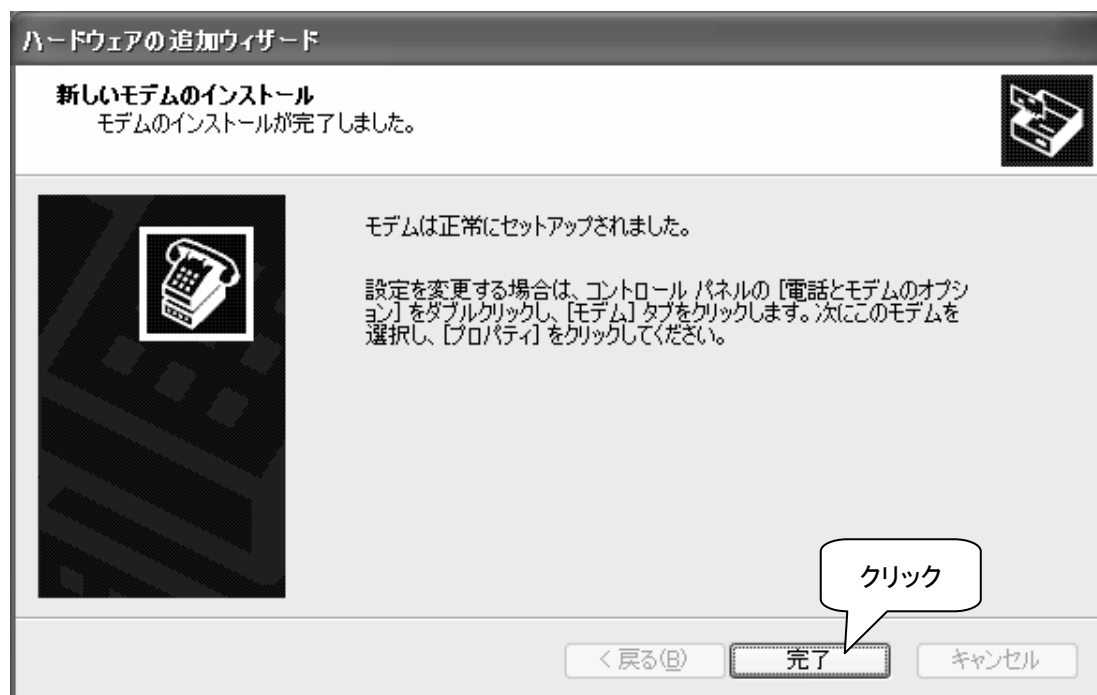 ハードウェアの追加ウィザード
新しいモデムのインストール
モデムのインストールが完了しました。
モデムは正常にセットアップされました。
設定を変更する場合は、コントロール パネルの [電話とモデムのオプシ
ョン] をダブルクリックし、[モデム] タブをクリックします。次にこのモデムを
選択し、[プロパティ] をクリックしてください。
クリック
< 戻る(B)
完了
キャンセル